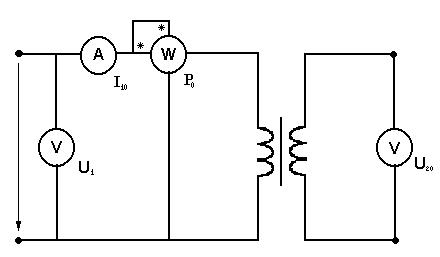 A
*
*
W
I₁₀
P₀
V
U₁
V
U₂₀